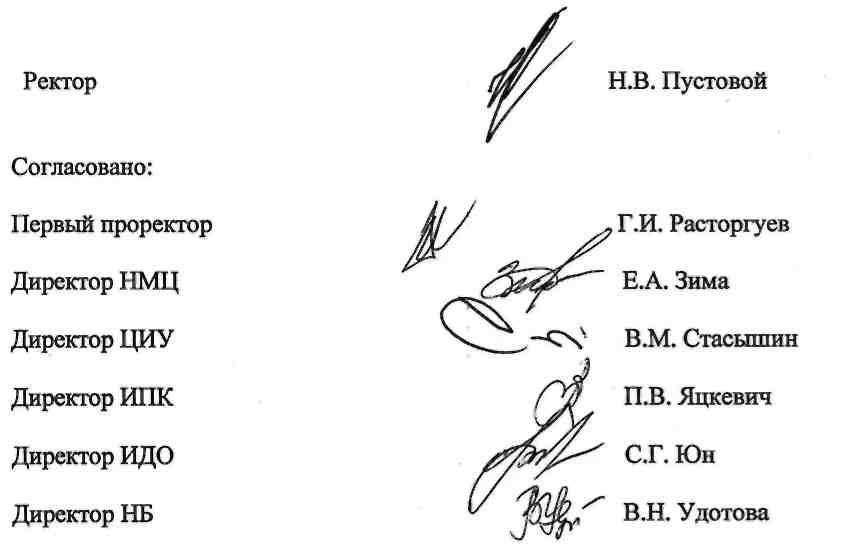 Ректор Н.В. Пустовой
Согласовано:
Первый проректор Г.И. Расторгуев
Директор НМЦ Е.А. Зима
Директор ЦИУ В.М. Стасышин
Директор ИПК П.В. Яцкевич
Директор ИДО С.Г. Юн
Директор НБ В.Н. Удотова